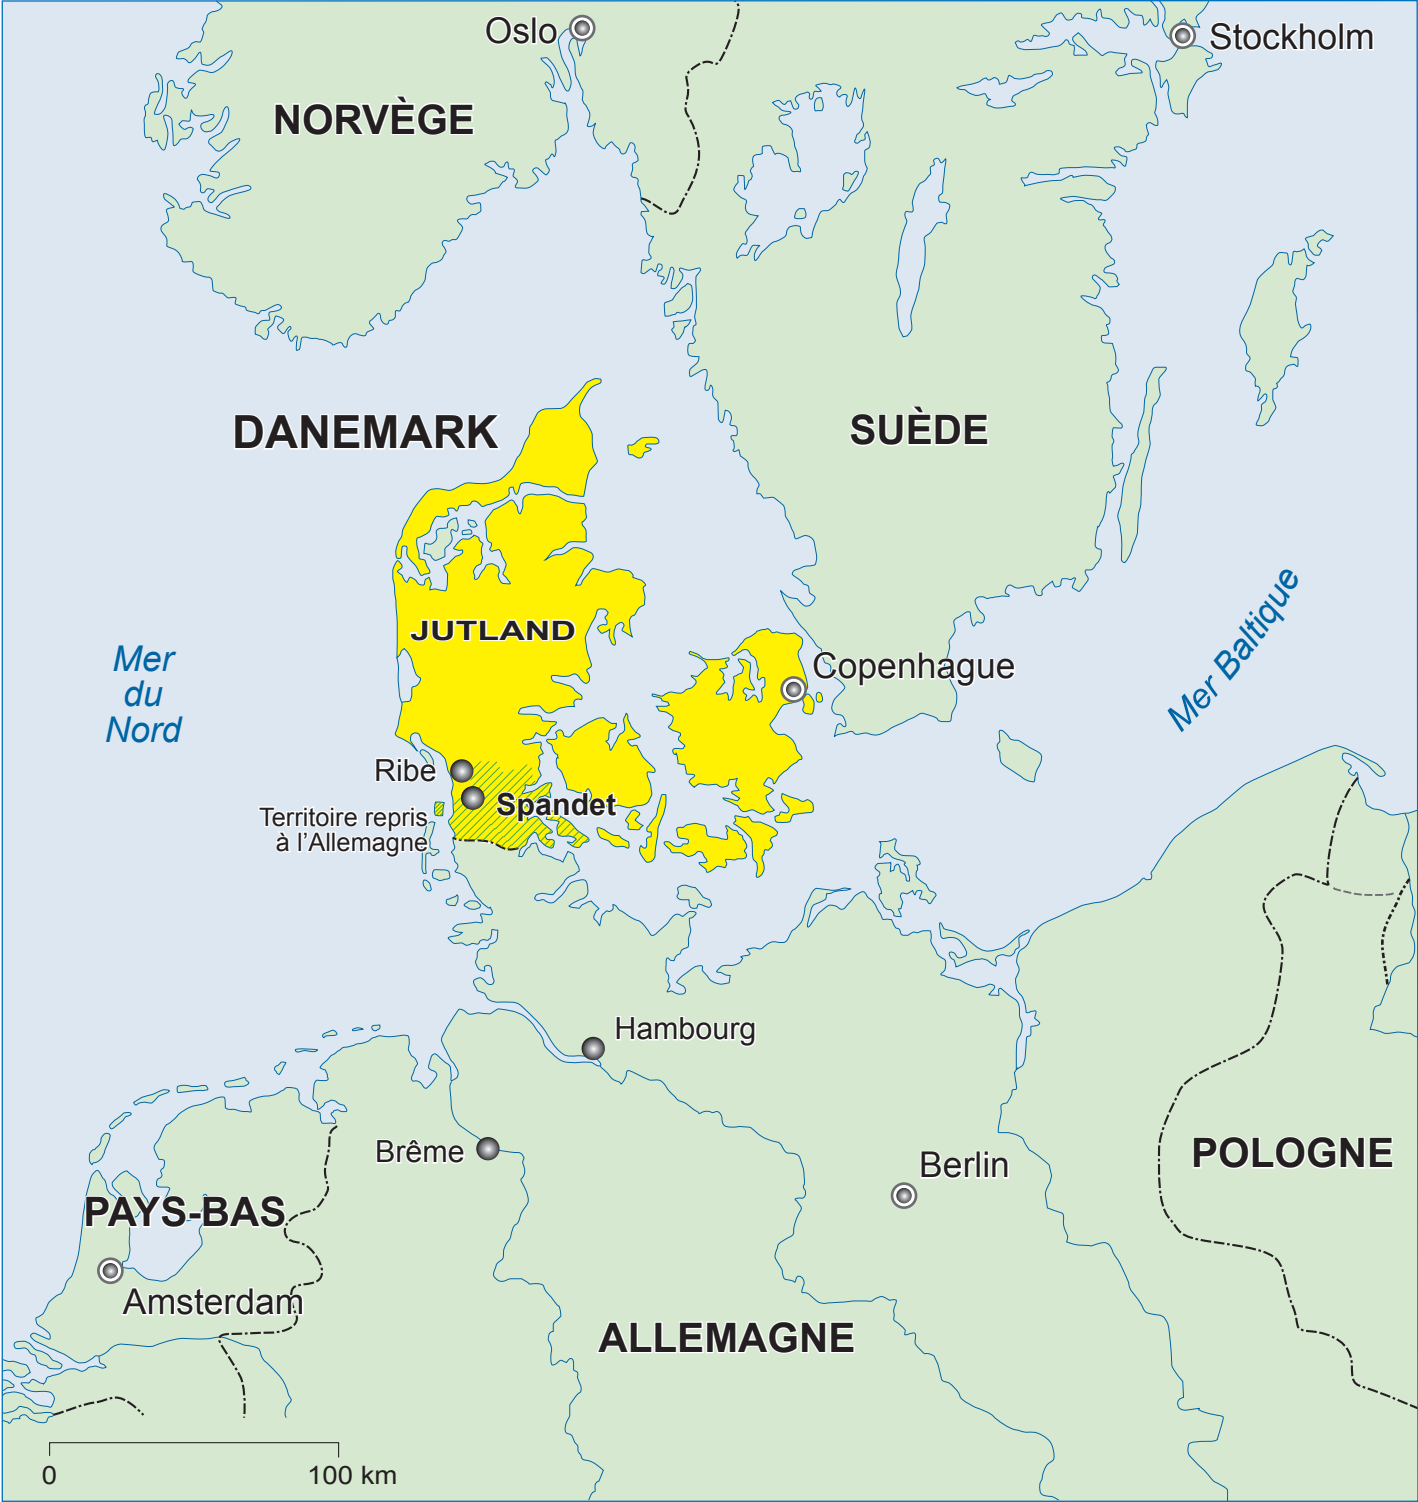 Oslo
Stockholm
NORVÈGE
DANEMARK
SUÈDE
JUTLAND
Mer
du
Nord
Copenhague
Mer Baltique
Ribe
Spandet
Territoire repris
à l’Allemagne
Hambourg
Brême
Berlin
POLOGNE
PAYS-BAS
Amsterdam
ALLEMAGNE
0
100 km